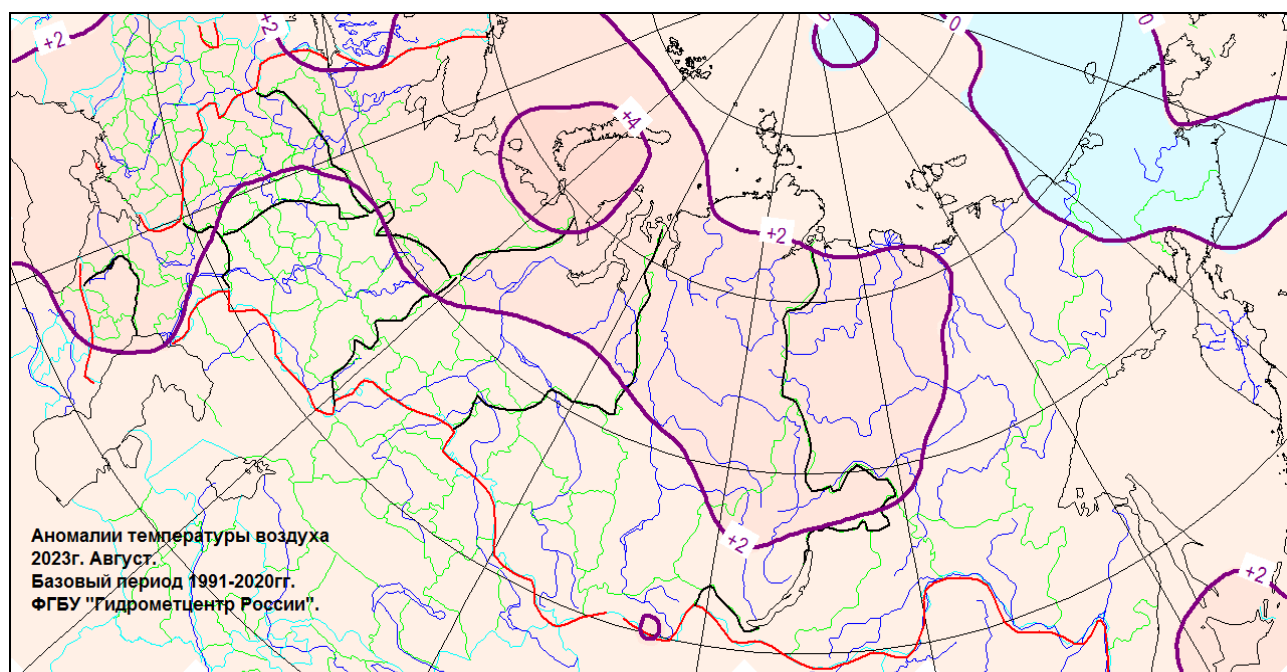 +2
+2
0
0
0
+4
+2
+2
+2
Аномалии температуры воздуха
2023г. Август.
Базовый период 1991-2020гг.
ФГБУ "Гидрометцентр России".